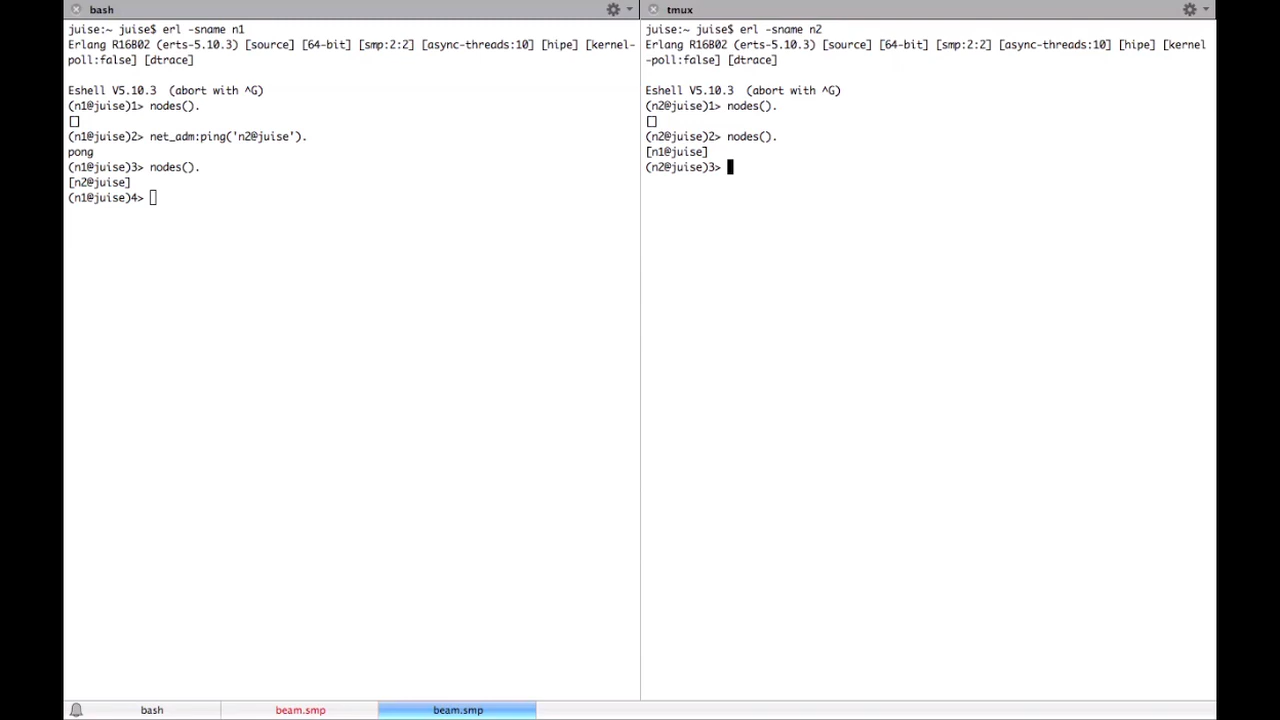 bash
juise:~ juise$ erl -sname n1
Erlang R16B02 (erts-5.10.3) [source] [64-bit] [smp:2:2] [async-threads:10] [hipe] [kernel-
poll:false] [dtrace]
Eshell V5.10.3  (abort with ^G)
(n1@juise)1> nodes().
[]
(n1@juise)2> net_adm:ping('n2@juise').
pong
(n1@juise)3> nodes().
[n2@juise]
(n1@juise)4>
tmux
juise:~ juise$ erl -sname n2
Erlang R16B02 (erts-5.10.3) [source] [64-bit] [smp:2:2] [async-threads:10] [hipe] [kernel
-poll:false] [dtrace]
Eshell V5.10.3  (abort with ^G)
(n2@juise)1> nodes().
[]
(n2@juise)2> nodes().
[n1@juise]
(n2@juise)3>
bash
beam.smp
beam.smp